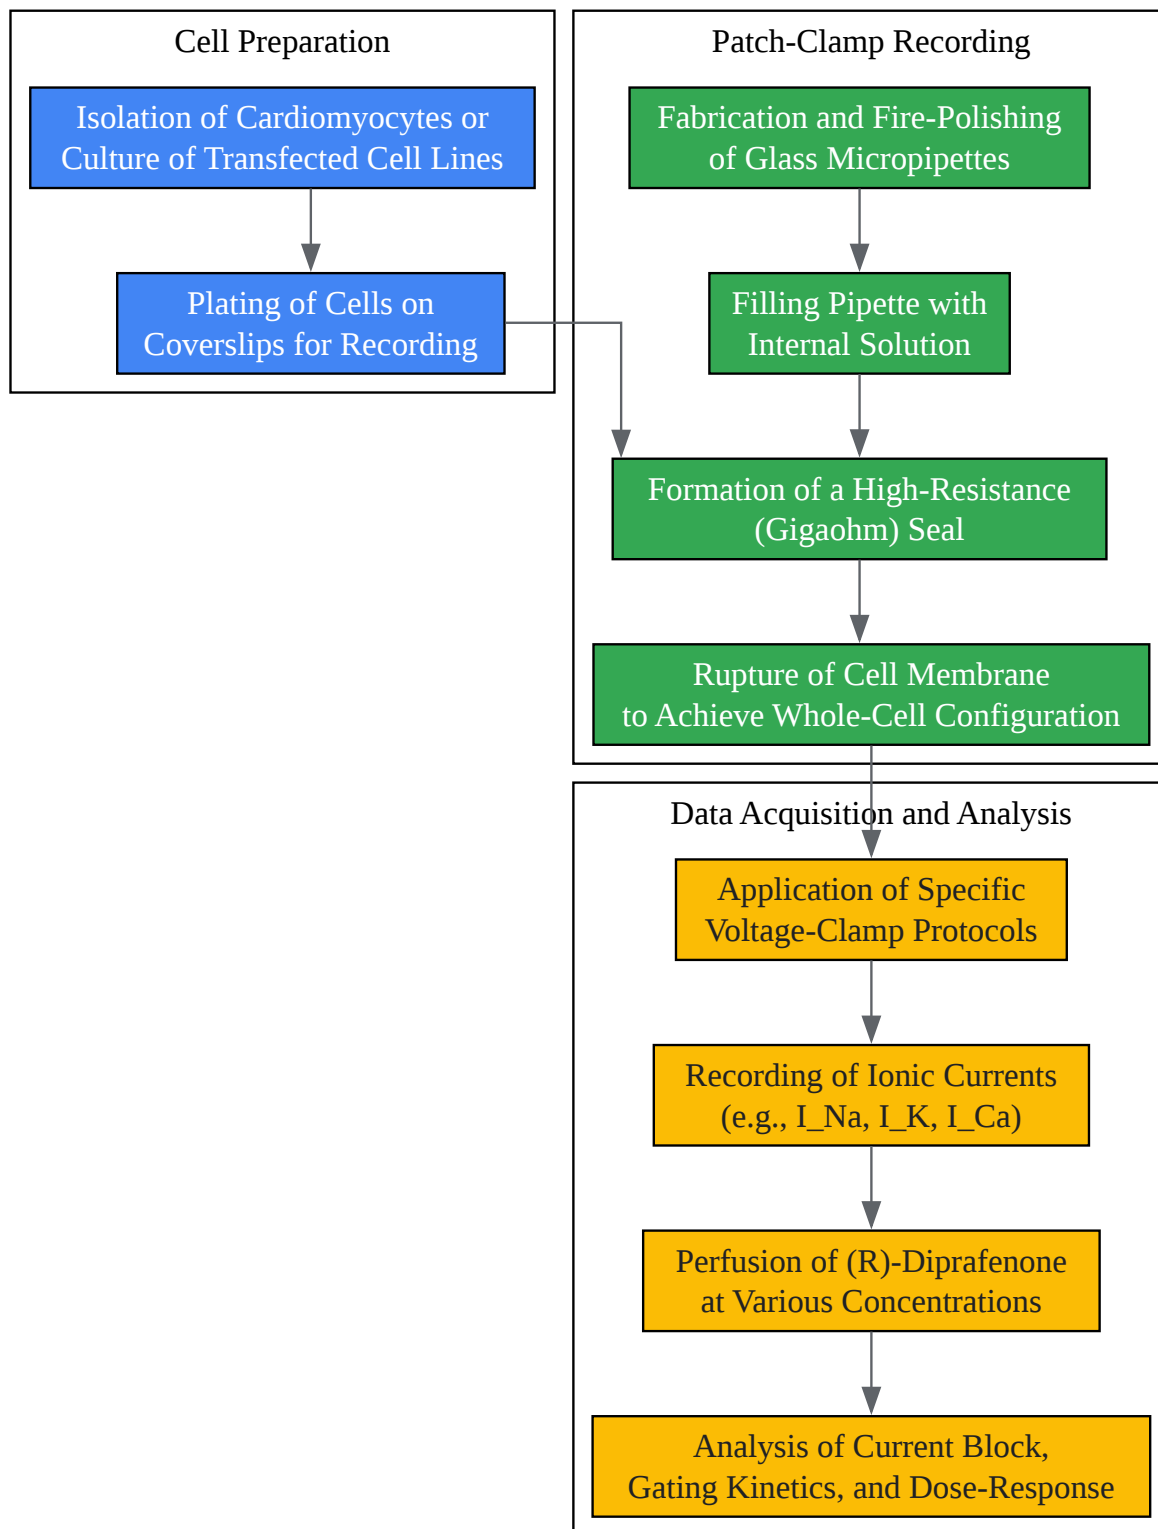 Cell Preparation
Isolation of Cardiomyocytes or
Culture of Transfected Cell Lines
Plating of Cells on
Coverslips for Recording
Patch-Clamp Recording
Fabrication and Fire-Polishing
of Glass Micropipettes
Filling Pipette with
Internal Solution
Formation of a High-Resistance
(Gigaohm) Seal
Rupture of Cell Membrane
to Achieve Whole-Cell Configuration
Data Acquisition and Analysis
Application of Specific
Voltage-Clamp Protocols
Recording of Ionic Currents
(e.g., I_Na, I_K, I_Ca)
Perfusion of (R)-Diprafenone
at Various Concentrations
Analysis of Current Block,
Gating Kinetics, and Dose-Response